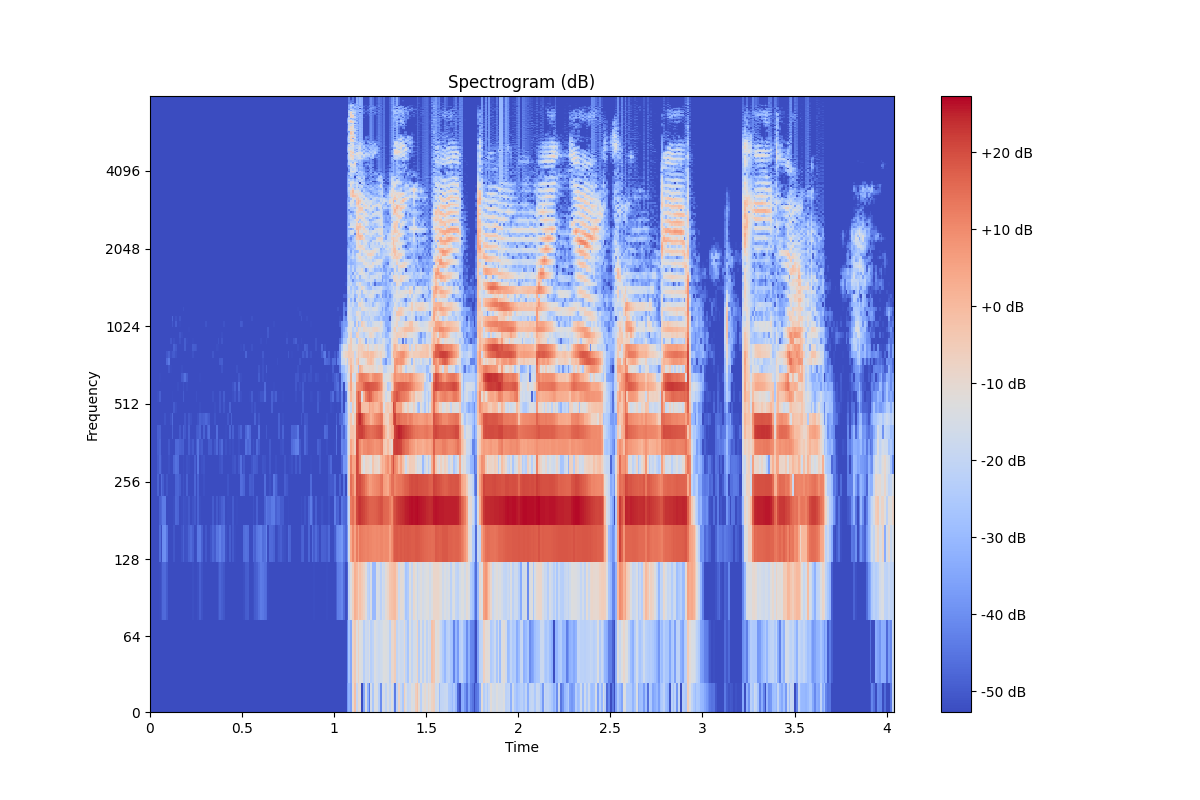 Spectrogram (dB)
Frequency
4096
2048
1024
512
256
128
64
0
0 0.5 1 1.5 2 2.5 3 3.5 4
Time
+20 dB
+10 dB
+0 dB
-10 dB
-20 dB
-30 dB
-40 dB
-50 dB